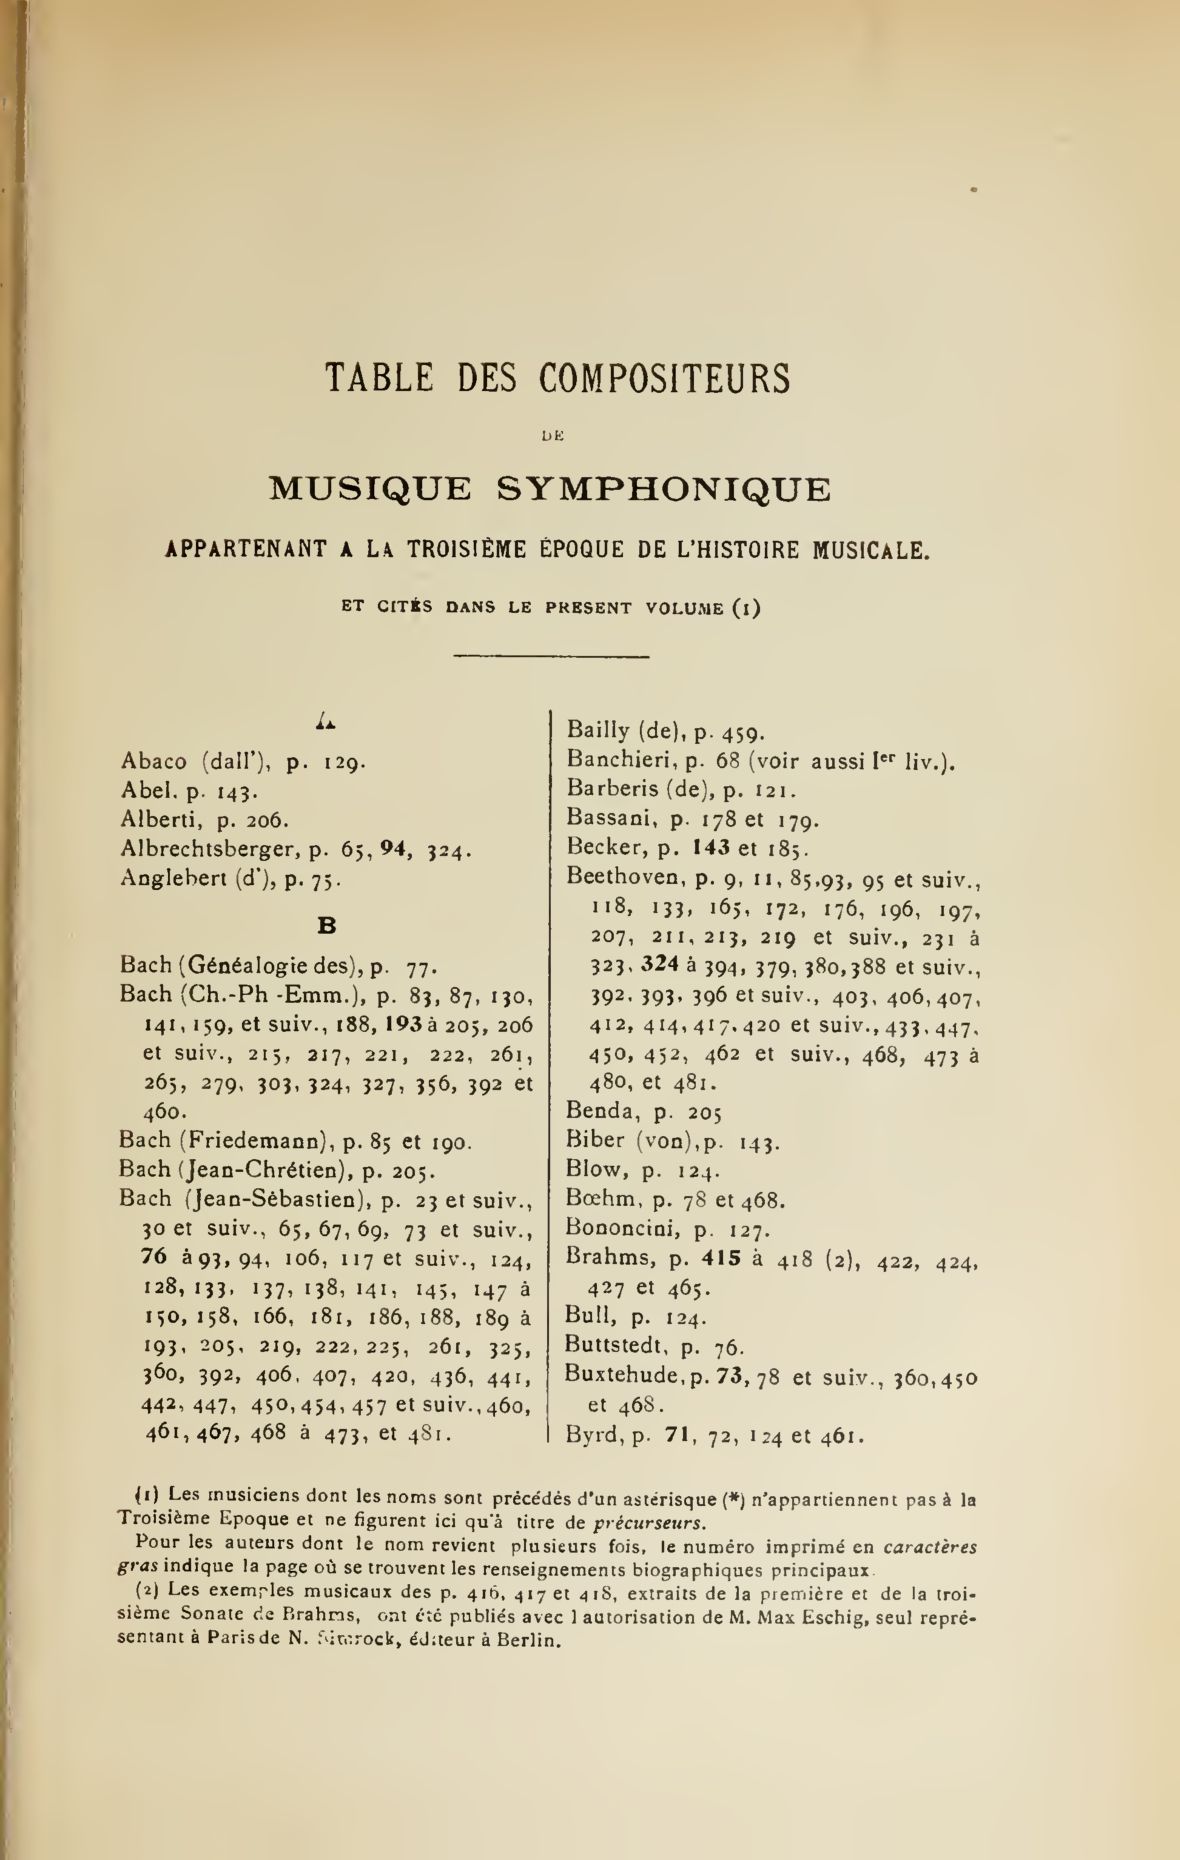 TABLE DES COMPOSITEURS
DE
MUSIQUE SYMPHONIQUE
APPARTENANT A LA TROISIÈME ÉPOQUE DE L'HISTOIRE MUSICALE.
ET CITÉS DANS LE PRESENT VOLUME (1)
A
Abaco (dall'), p. 129.
Abel. p. 143.
Alberti, p. 206.
Albrechtsberger, p. 65, 94, 324.
Anglebert (d'), p. 75.
B
Bach (Généalogie des), p. 77.
Bach (Ch.-Ph -Emm.), p. 83, 87, 130,
141, 159, et suiv., 188, 193 à 205, 206
et suiv., 215, 217, 221, 222, 261,
265, 279, 303, 324, 327, 356, 392 et
460.
Bach (Friedemann), p. 85 et 190.
Bach (Jean-Chrétien), p. 205.
Bach (Jean-Sébastien), p. 23 et suiv.,
30 et suiv., 65, 67, 69, 73 et suiv.,
76 à 93, 94, 106, 117 et suiv., 124,
128, 133, 137, 138, 141, 145, 147 à
150, 158, 166, 181, 186, 188, 189 à
193, 205, 219, 222, 225, 261, 325,
360, 392, 406, 407, 420, 436, 441,
442, 447, 450, 454, 457 et suiv., 460,
461, 467, 468 à 473, et 481.
Bailly (de), p. 459.
Banchieri, p. 68 (voir aussi Ier liv.).
Barberis (de), p. 121.
Bassani, p. 178 et 179.
Becker, p. 143 et 185.
Beethoven, p. 9, 11, 85, 93, 95 et suiv.,
118, 133, 165, 172, 176, 196, 197,
207, 211, 213, 219 et suiv., 231 à
323, 324 à 394, 379, 380, 388 et suiv.,
392, 393, 396 et suiv., 403, 406, 407,
412, 414, 417, 420 et suiv., 433, 447,
450, 452, 462 et suiv., 468, 473 à
480, et 481.
Benda, p. 205
Biber (von), p. 143.
Blow, p. 124.
Bœhm, p. 78 et 468.
Bononcini, p. 127.
Brahms, p. 415 à 418 (2), 422, 424,
427 et 465.
Bull, p. 124.
Buttstedt, p. 76.
Buxtehude, p. 73, 78 et suiv., 360, 450
et 468.
Byrd, p. 71, 72, 124 et 461.
(1) Les musiciens dont les noms sont précédés d'un astérisque (*) n'appartiennent pas à la
Troisième Epoque et ne figurent ici qu'à titre de précurseurs.
Pour les auteurs dont le nom revient plusieurs fois, le numéro imprimé en caractères
gras indique la page où se trouvent les renseignements biographiques principaux.
(2) Les exemples musicaux des p. 416, 417 et 418, extraits de la première et de la troi-
sième Sonate de Brahms, ont été publiés avec l autorisation de M. Max Eschig, seul repré-
sentant à Paris de N. Simrock, éditeur à Berlin.